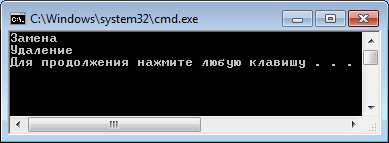 C:\Windows\system32\cmd.exe
Замена
Удаление
Для продолжения нажмите любую клавишу . . .